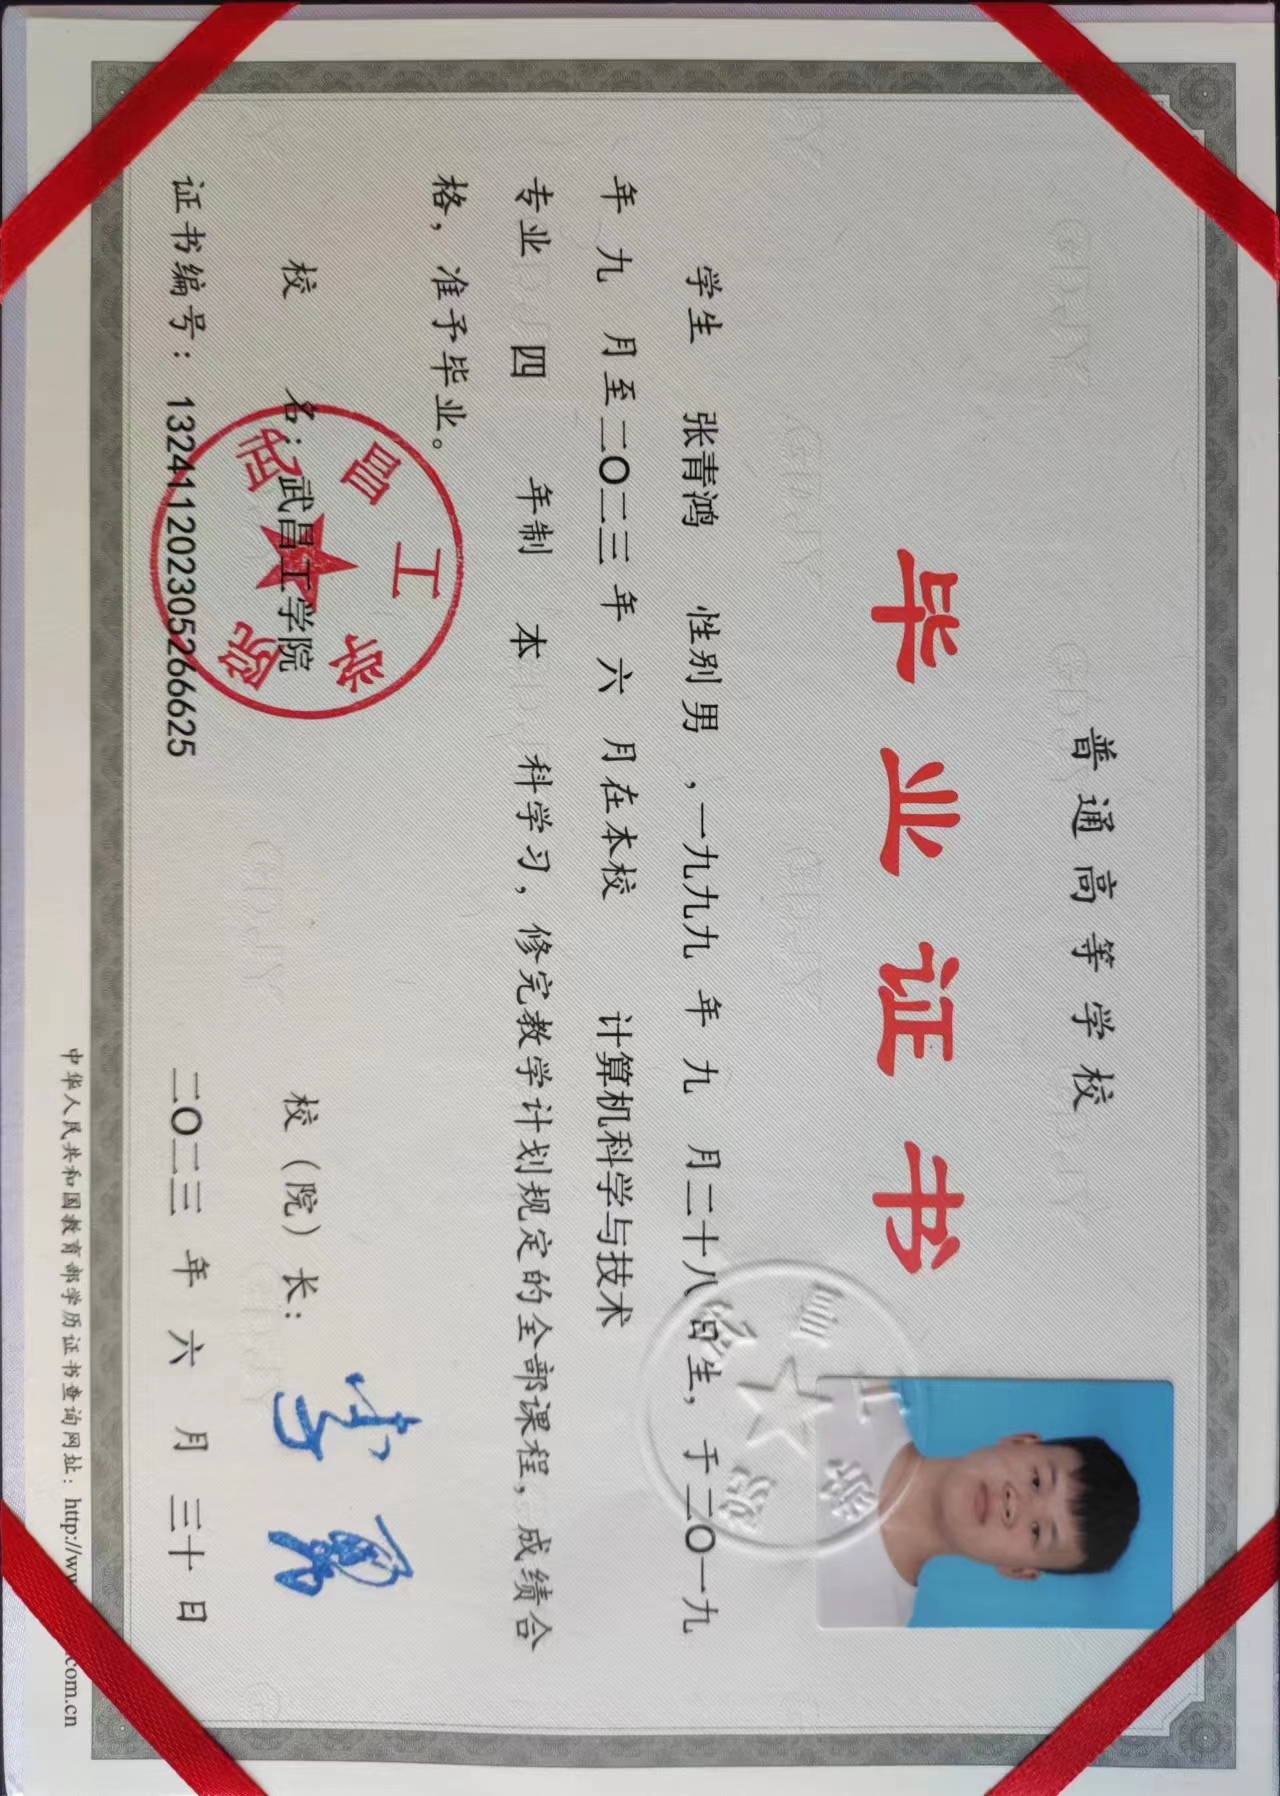 普通高等学校
毕业证书
学生 张青鸿 性别男，一九九九年九月二十八日生，于二〇一九
年九月至二〇二三年六月在本校 计算机科学与技术
专业 四 年制 本 科学习，修完教学计划规定的全部课程，成绩合
格，准予毕业。
校 名：武昌工学院 校（院）长：
武昌工学院
证书编号：132411202305266625 二〇二三年六月三十日
中华人民共和国教育部学历证书查询网址：http://ww .com.cn